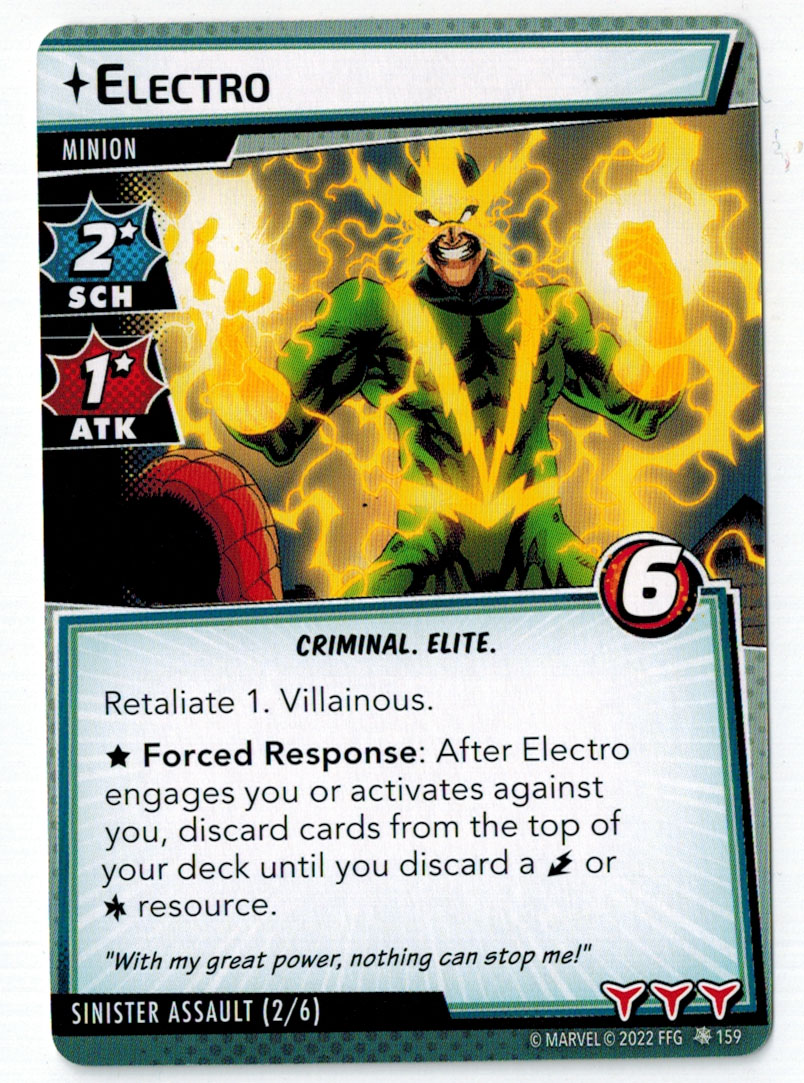 ELECTRO
MINION
2
SCH
1
ATK
6
CRIMINAL. ELITE.
Retaliate 1. Villainous.
★ Forced Response: After Electro
engages you or activates against
you, discard cards from the top of
your deck until you discard a or
resource.
"With my great power, nothing can stop me!"
SINISTER ASSAULT (2/6)
© MARVEL © 2022 FFG 159